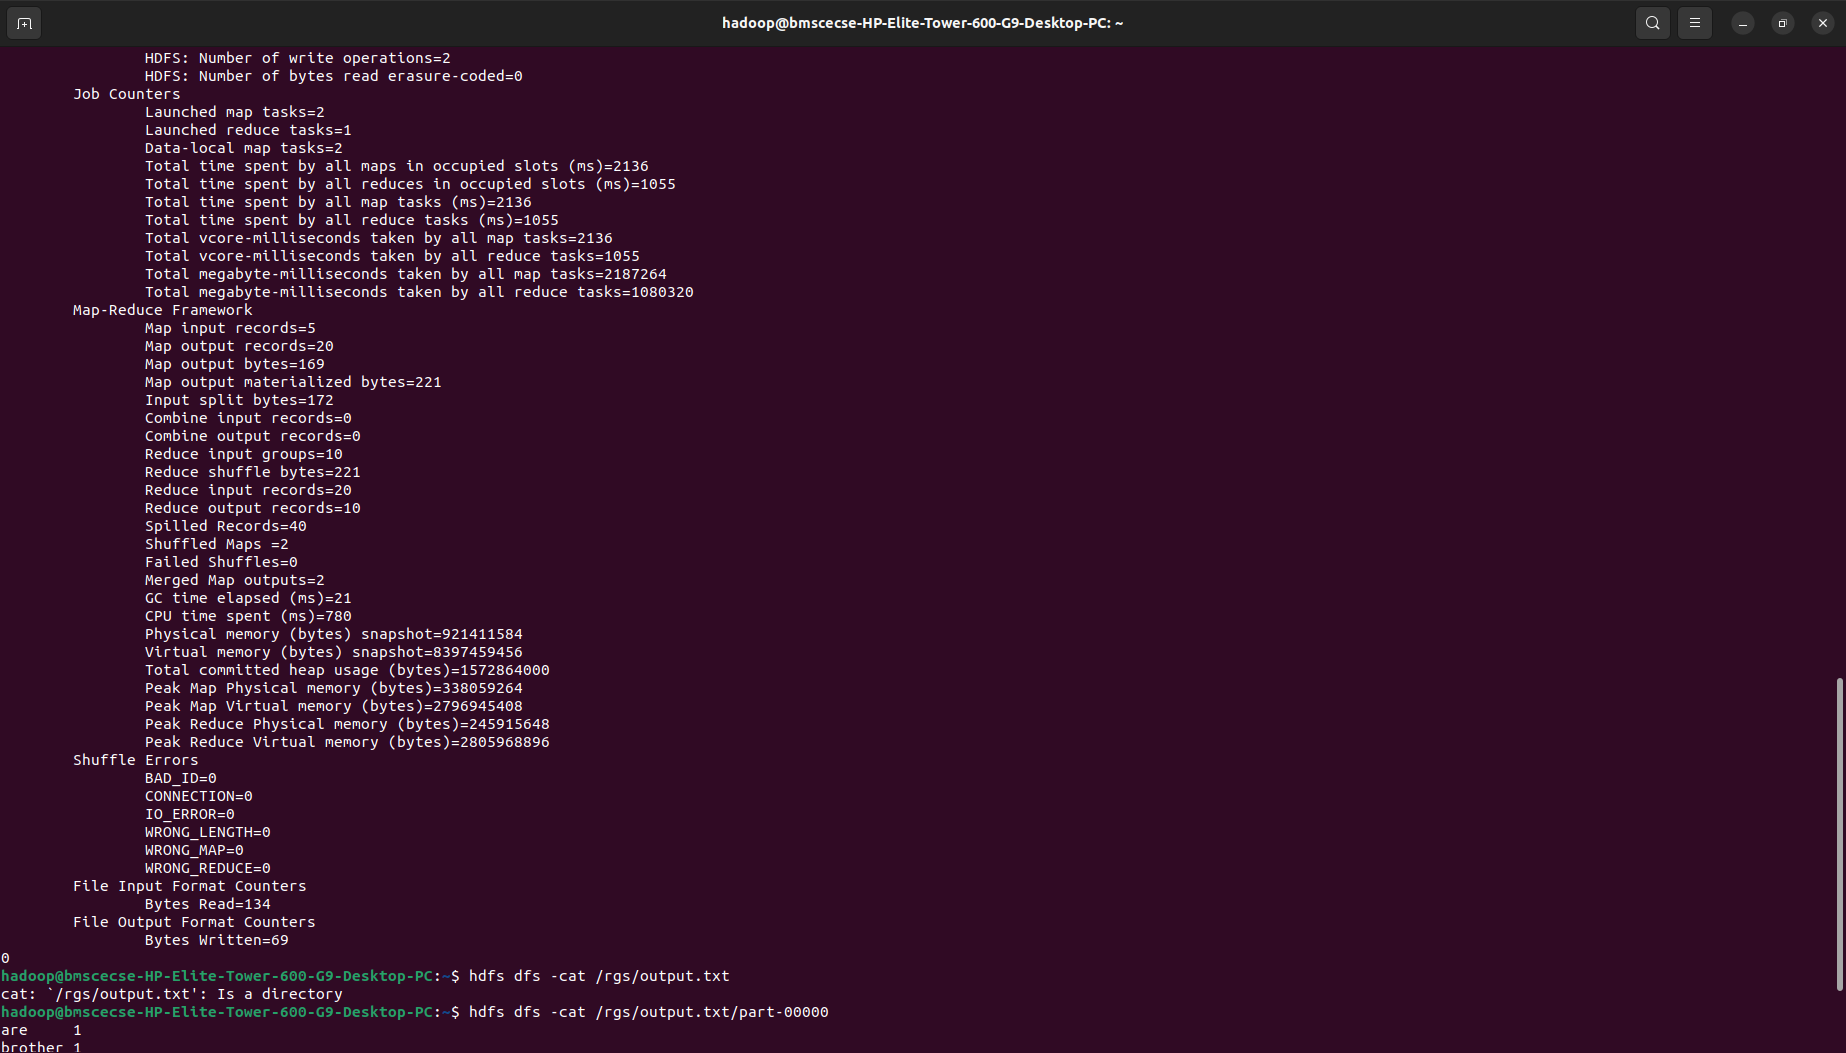 hadoop@bmscecse-HP-Elite-Tower-600-G9-Desktop-PC: ~
HDFS: Number of write operations=2
HDFS: Number of bytes read erasure-coded=0
Job Counters
Launched map tasks=2
Launched reduce tasks=1
Data-local map tasks=2
Total time spent by all maps in occupied slots (ms)=2136
Total time spent by all reduces in occupied slots (ms)=1055
Total time spent by all map tasks (ms)=2136
Total time spent by all reduce tasks (ms)=1055
Total vcore-milliseconds taken by all map tasks=2136
Total vcore-milliseconds taken by all reduce tasks=1055
Total megabyte-milliseconds taken by all map tasks=2187264
Total megabyte-milliseconds taken by all reduce tasks=1080320
Map-Reduce Framework
Map input records=5
Map output records=20
Map output bytes=169
Map output materialized bytes=221
Input split bytes=172
Combine input records=0
Combine output records=0
Reduce input groups=10
Reduce shuffle bytes=221
Reduce input records=20
Reduce output records=10
Spilled Records=40
Shuffled Maps =2
Failed Shuffles=0
Merged Map outputs=2
GC time elapsed (ms)=21
CPU time spent (ms)=780
Physical memory (bytes) snapshot=921411584
Virtual memory (bytes) snapshot=8397459456
Total committed heap usage (bytes)=1572864000
Peak Map Physical memory (bytes)=338059264
Peak Map Virtual memory (bytes)=2796945408
Peak Reduce Physical memory (bytes)=245915648
Peak Reduce Virtual memory (bytes)=2805968896
Shuffle Errors
BAD_ID=0
CONNECTION=0
IO_ERROR=0
WRONG_LENGTH=0
WRONG_MAP=0
WRONG_REDUCE=0
File Input Format Counters
Bytes Read=134
File Output Format Counters
Bytes Written=69
0
hadoop@bmscecse-HP-Elite-Tower-600-G9-Desktop-PC:~$ hdfs dfs -cat /rgs/output.txt
cat: `/rgs/output.txt': Is a directory
hadoop@bmscecse-HP-Elite-Tower-600-G9-Desktop-PC:~$ hdfs dfs -cat /rgs/output.txt/part-00000
are 1
brother 1